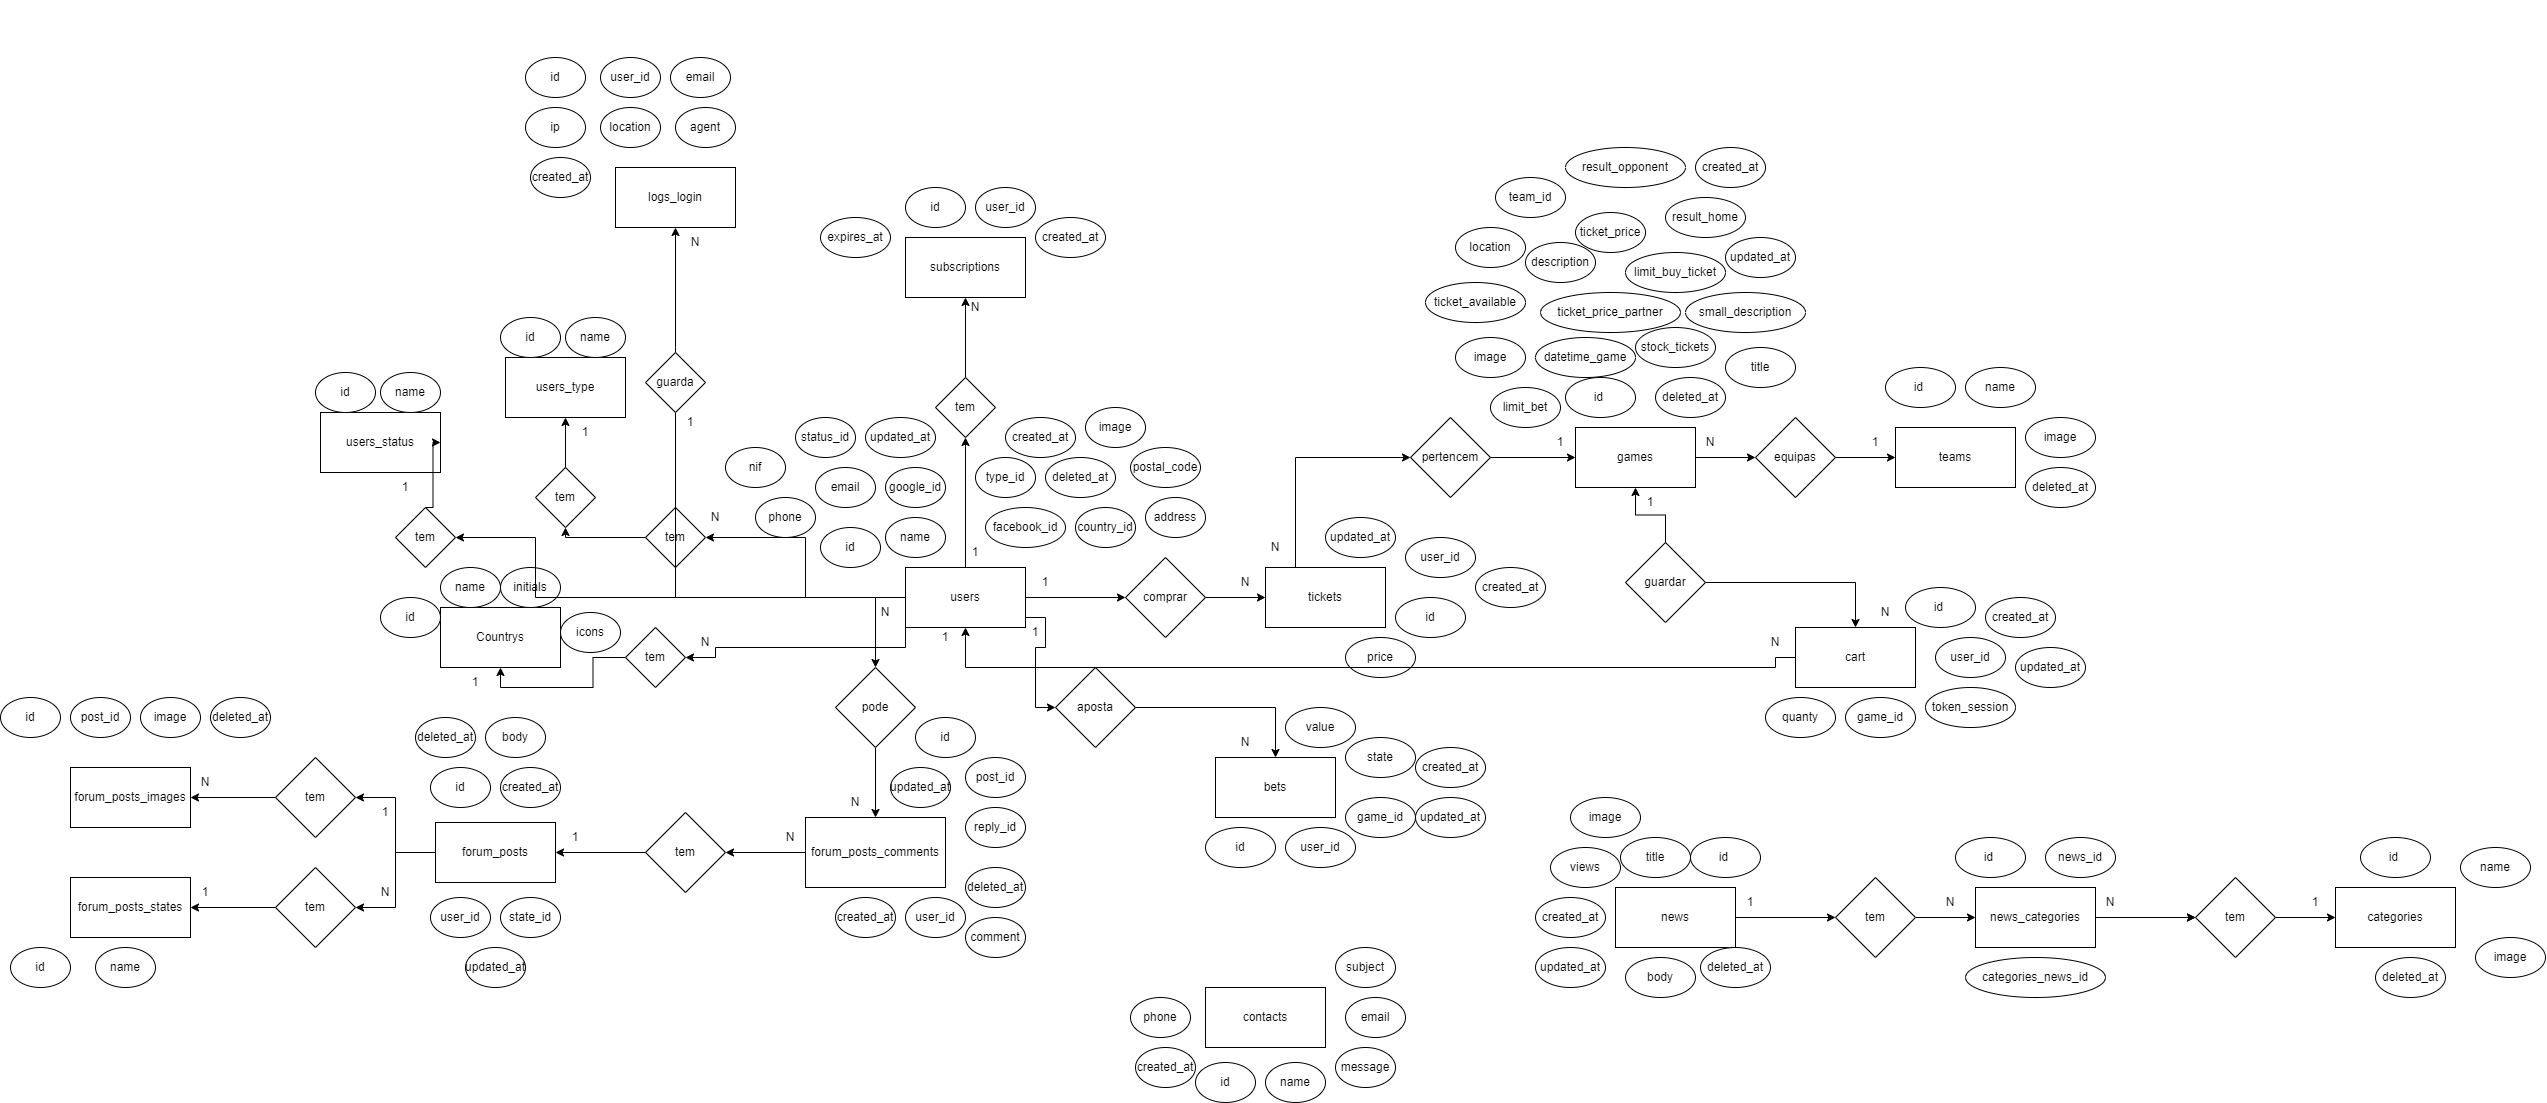 id
user_id
email
ip
location
agent
created_at
logs_login
N
guarda
1
id
name
users_type
1
tem
tem
N
id
name
users_status
1
tem
name
initials
id
Countrys
icons
tem
N
1
id
user_id
expires_at
created_at
subscriptions
N
tem
1
status_id
updated_at
nif
email
google_id
phone
id
name
created_at
image
type_id
deleted_at
postal_code
facebook_id
country_id
address
users
1
comprar
N
tickets
N
updated_at
user_id
created_at
id
price
pertencem
1
games
result_opponent
created_at
team_id
ticket_price
result_home
location
description
limit_buy_ticket
updated_at
ticket_available
ticket_price_partner
small_description
image
datetime_game
stock_tickets
title
limit_bet
id
deleted_at
N
equipas
1
teams
id
name
image
deleted_at
1
guardar
N
N
cart
id
created_at
user_id
updated_at
quanty
game_id
token_session
1
1
aposta
N
bets
value
state
created_at
game_id
updated_at
id
user_id
N
pode
N
forum_posts_comments
id
updated_at
post_id
reply_id
deleted_at
created_at
user_id
comment
N
tem
1
forum_posts
deleted_at
body
id
created_at
user_id
state_id
updated_at
1
tem
N
forum_posts_images
id
post_id
image
deleted_at
N
tem
1
forum_posts_states
id
name
contacts
subject
phone
email
created_at
id
name
message
image
views
title
id
created_at
news
updated_at
body
deleted_at
1
tem
N
id
news_id
news_categories
categories_news_id
N
tem
1
id
name
categories
image
deleted_at